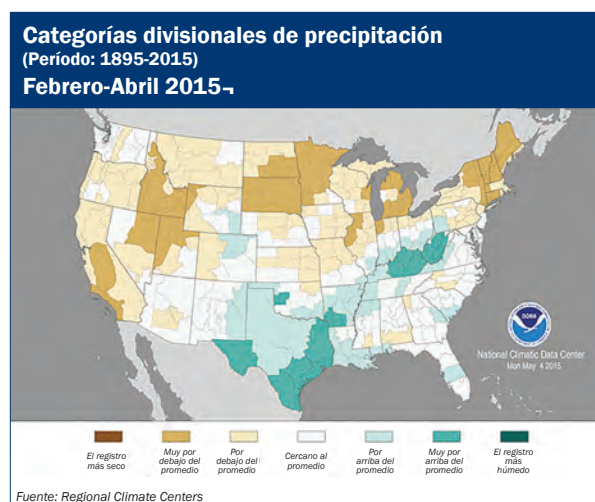 Categorías divisionales de precipitación
(Período: 1895-2015)
Febrero-Abril 2015¬
NOAA
National Climatic Data Center
Mon May 4 2015
El registro
más seco
Muy por
debajo del
promedio
Por
debajo del
promedio
Cercano al
promedio
Por
arriba del
promedio
Muy por
arriba del
promedio
El registro
más
húmedo
Fuente: Regional Climate Centers